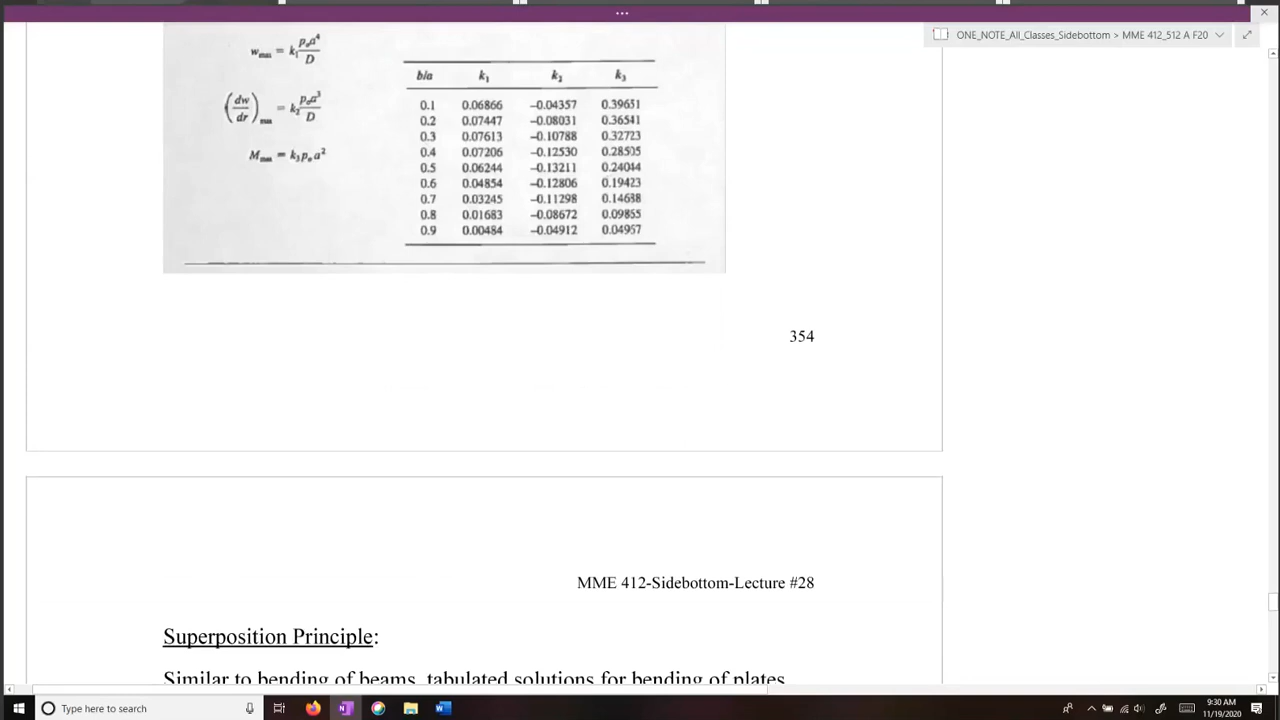 ONE_NOTE_All_Classes_Sidebottom > MME 412_512 A F20
w_max = k₁ p₀a⁴/D
(dw/dr)_max = k₂ p₀a³/D
M_max = k₃p₀a²
b/a k₁ k₂ k₃
0.1 0.06866 –0.04357 0.39631
0.2 0.07447 –0.08031 0.36541
0.3 0.07613 –0.10788 0.32723
0.4 0.07206 –0.12530 0.28505
0.5 0.06244 –0.13211 0.24044
0.6 0.04854 –0.12806 0.19423
0.7 0.03245 –0.11298 0.14638
0.8 0.01683 –0.08672 0.09855
0.9 0.00484 –0.04912 0.04957
354
MME 412-Sidebottom-Lecture #28
Superposition Principle:
Similar to bending of beams, tabulated solutions for bending of plates
Type here to search
9:30 AM
11/19/2020